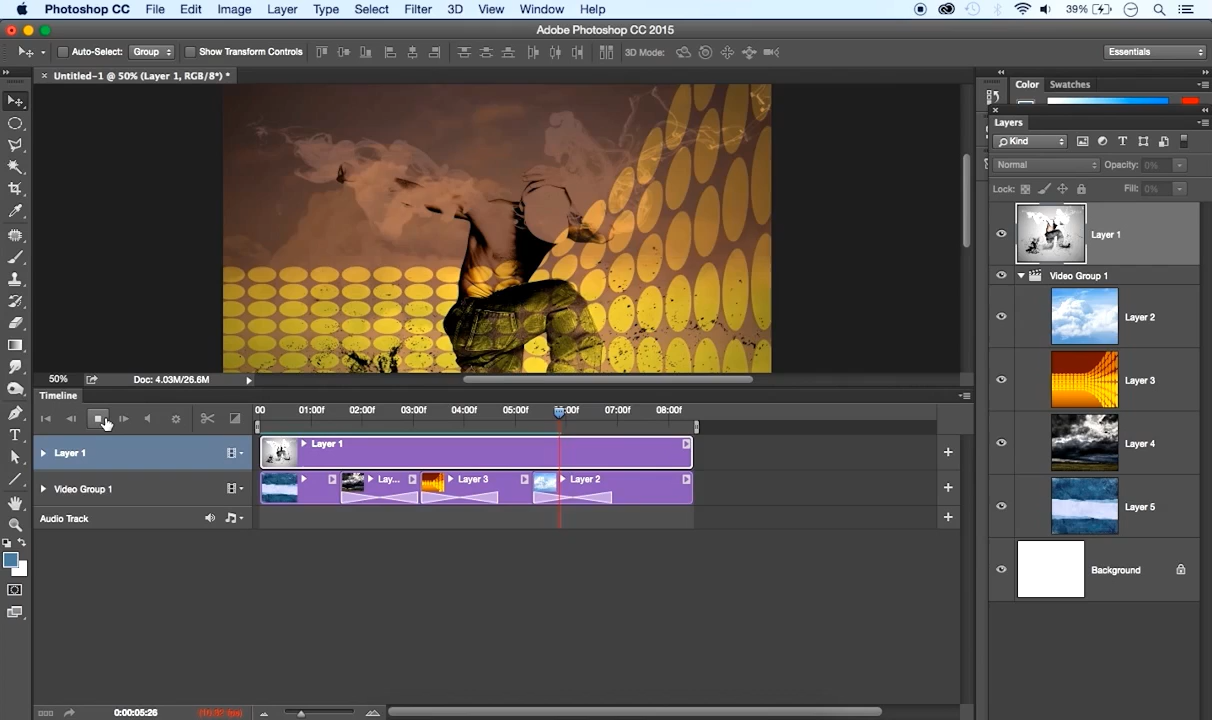 Photoshop CC File Edit Image Layer Type Select Filter 3D View Window Help 39%
Adobe Photoshop CC 2015
Auto-Select: Group Show Transform Controls 3D Mode: Essentials
× Untitled-1 @ 50% (Layer 1, RGB/8*) *
Color Swatches
Layers
Kind
Normal Opacity: 0%
Lock: Fill: 0%
Layer 1
Video Group 1
Layer 2
Layer 3
Layer 4
Layer 5
Background
50% Doc: 4.03M/26.6M
Timeline
00 01:00f 02:00f 03:00f 04:00f 05:00f 07:00f 08:00f
Layer 1 Layer 1
Video Group 1 Lay... Layer 3 Layer 2
Audio Track
0:00:05:26